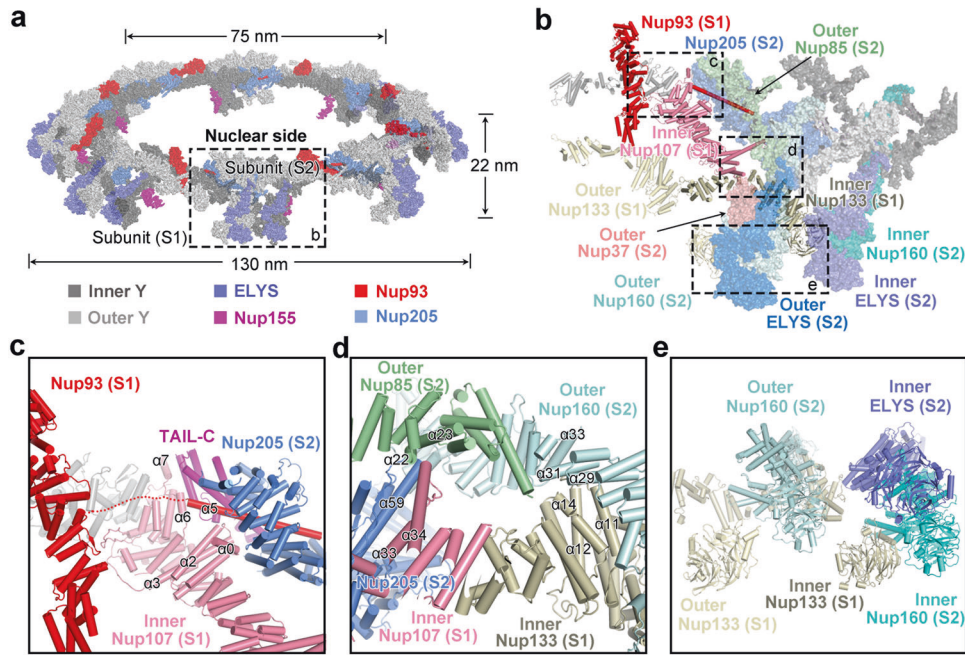 a
75 nm
Nuclear side
Subunit (S2)
22 nm
Subunit (S1)
b
130 nm
Inner Y
ELYS
Nup93
Outer Y
Nup155
Nup205
b
Nup93 (S1)
Nup205 (S2)
Outer
Nup85 (S2)
c
Inner
Nup107 (S1)
d
Outer
Nup133 (S1)
Inner
Nup133 (S1)
Outer
Nup37 (S2)
Inner
Nup160 (S2)
Outer
Nup160 (S2)
e
Inner
ELYS (S2)
Outer
ELYS (S2)
c
Nup93 (S1)
TAIL-C
Nup205 (S2)
α7
α6
α5
α2
α0
α3
Inner
Nup107 (S1)
d
Outer
Nup85 (S2)
Outer
Nup160 (S2)
α23
α33
α22
α31
α29
α59
α14
α11
α34
α12
α33
Nup205 (S2)
Inner
Nup107 (S1)
Inner
Nup133 (S1)
e
Outer
Nup160 (S2)
Inner
ELYS (S2)
Outer
Nup133 (S1)
Inner
Nup133 (S1)
Inner
Nup160 (S2)